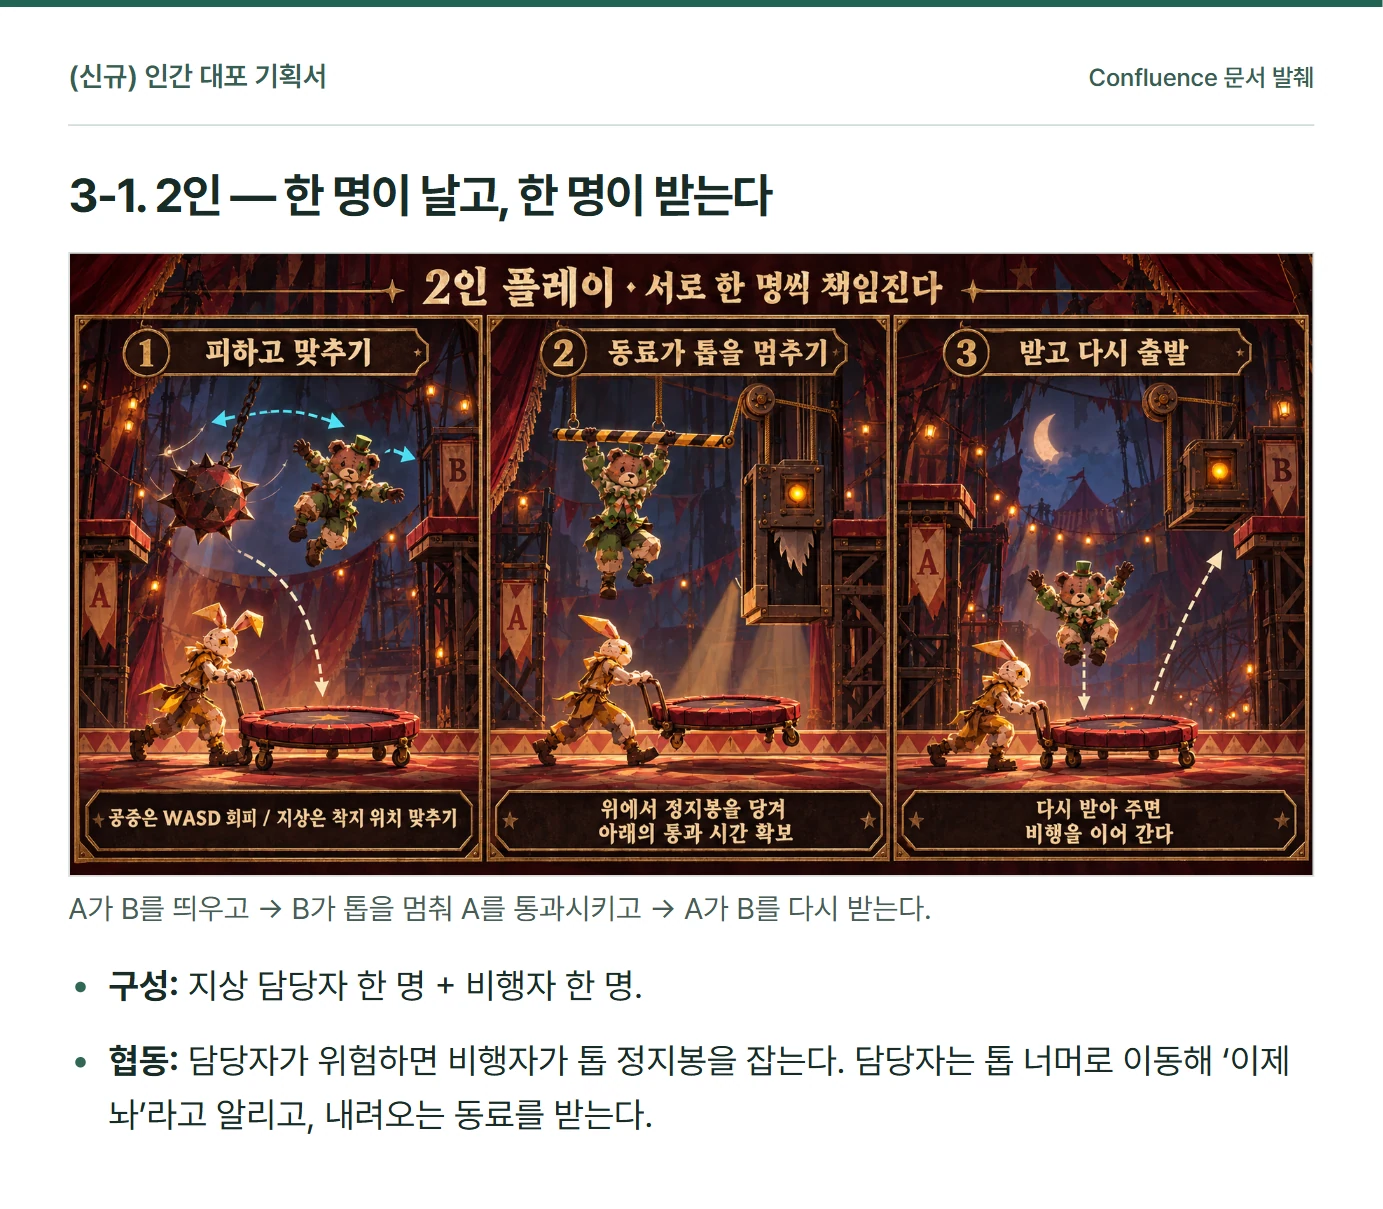 (신규) 인간 대포 기획서
Confluence 문서 발췌
3-1. 2인 — 한 명이 날고, 한 명이 받는다
2인 플레이 · 서로 한 명씩 책임진다
1 피하고 맞추기
2 동료가 톱을 멈추기
3 받고 다시 출발
B
A
A
B
A
공중은 WASD 회피 / 지상은 착지 위치 맞추기
위에서 정지봉을 당겨
아래의 통과 시간 확보
다시 받아 주면
비행을 이어 간다
A가 B를 띄우고 → B가 톱을 멈춰 A를 통과시키고 → A가 B를 다시 받는다.
• 구성: 지상 담당자 한 명 + 비행자 한 명.
• 협동: 담당자가 위험하면 비행자가 톱 정지봉을 잡는다. 담당자는 톱 너머로 이동해 ‘이제
놔’라고 알리고, 내려오는 동료를 받는다.